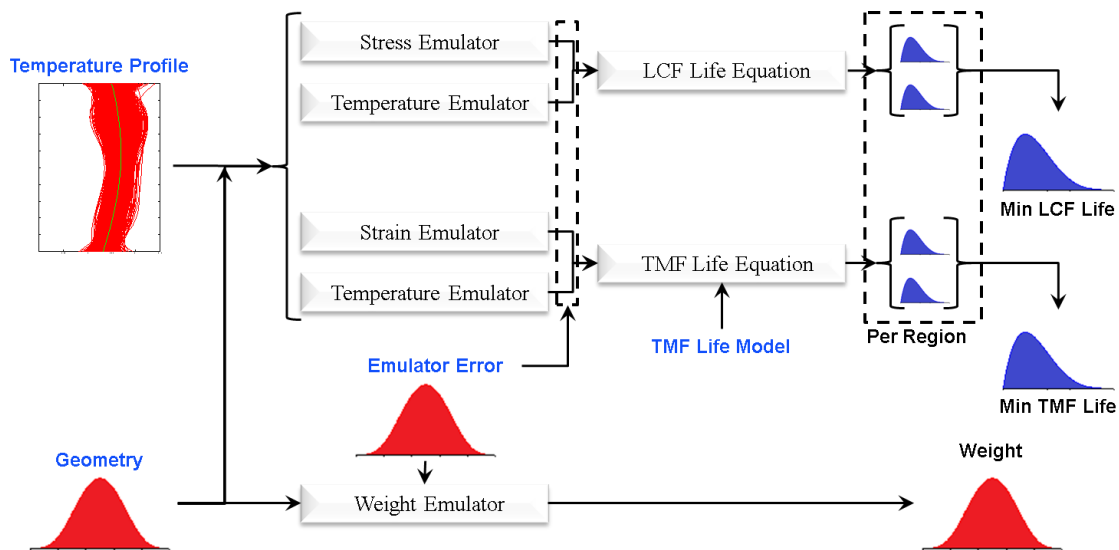 Stress Emulator
Temperature Profile
LCF Life Equation
Temperature Emulator
Min LCF Life
Strain Emulator
TMF Life Equation
Temperature Emulator
Per Region
TMF Life Model
Emulator Error
Min TMF Life
Geometry
Weight
Weight Emulator